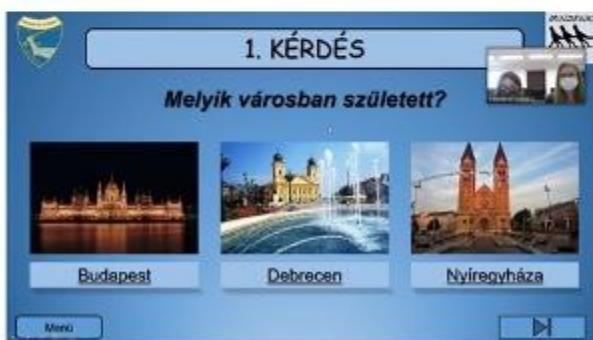 1. KÉRDÉS
Melyik városban született?
Budapest
Debrecen
Nyíregyháza
Menü